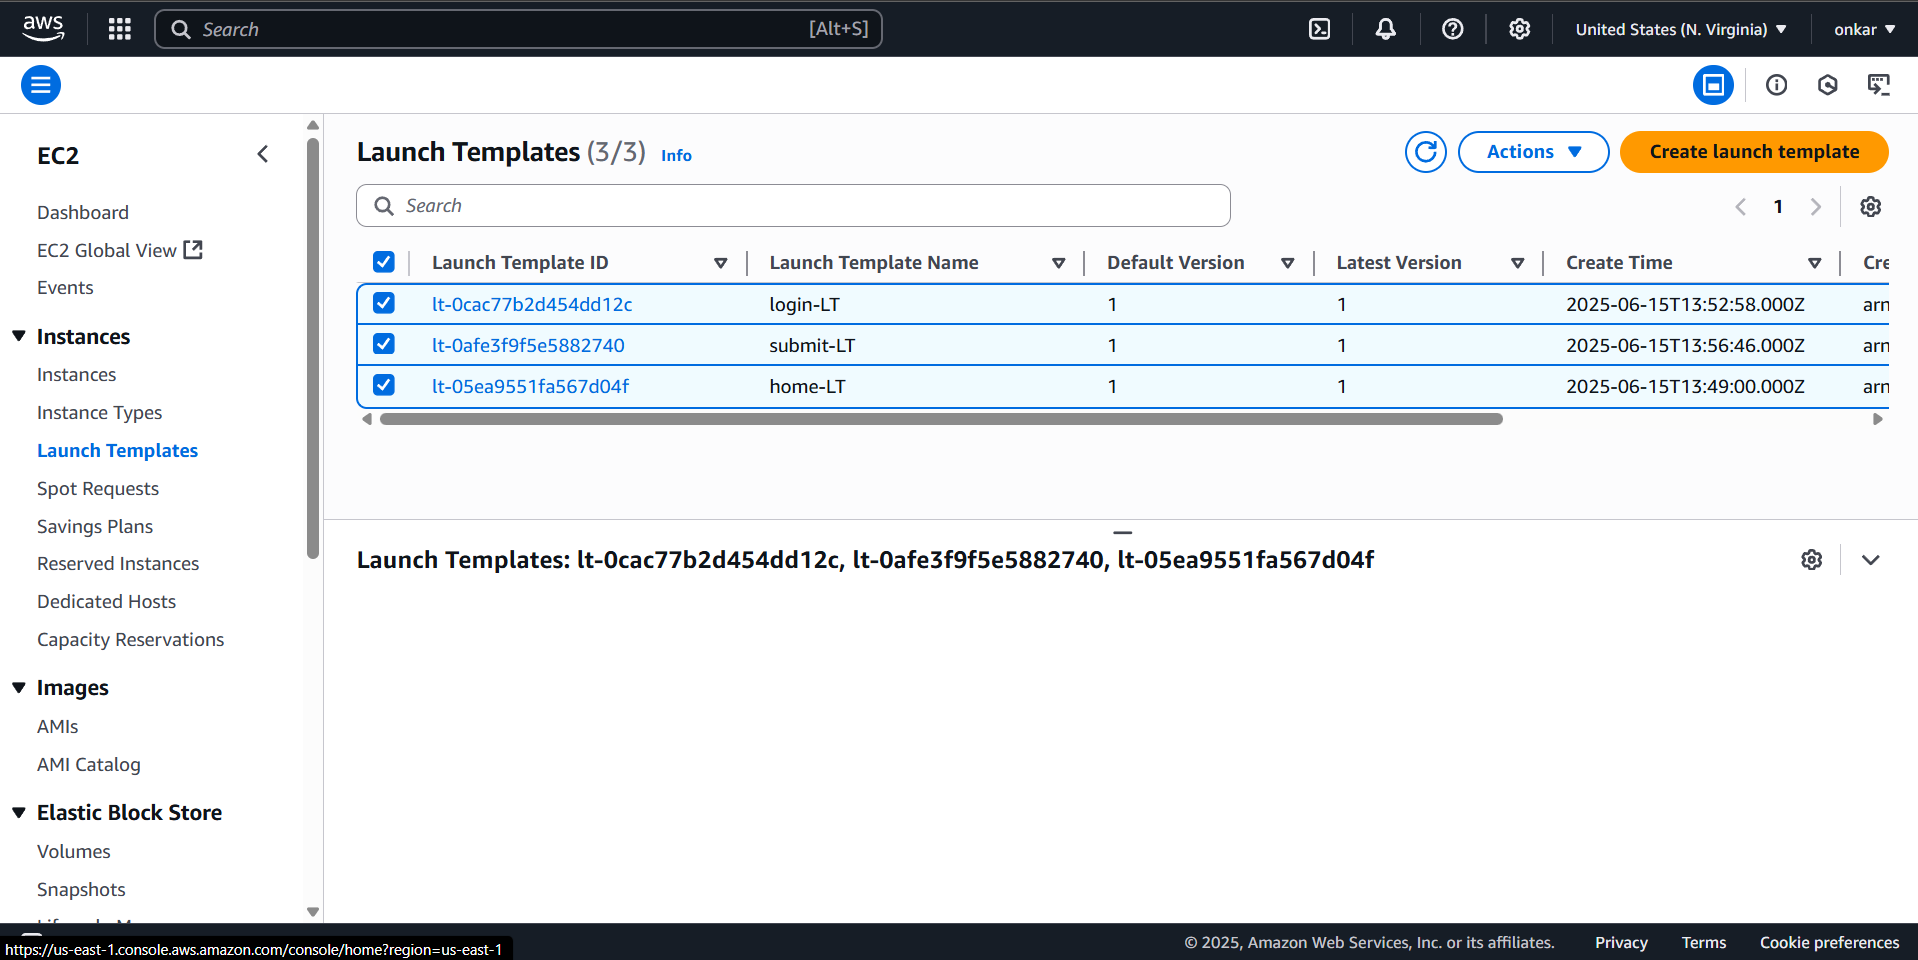 aws
Search [Alt+S]
United States (N. Virginia)
onkar
EC2
Dashboard
EC2 Global View
Events
Instances
Instances
Instance Types
Launch Templates
Spot Requests
Savings Plans
Reserved Instances
Dedicated Hosts
Capacity Reservations
Images
AMIs
AMI Catalog
Elastic Block Store
Volumes
Snapshots
Launch Templates (3/3) Info
Actions
Create launch template
Search
1
Launch Template ID Launch Template Name Default Version Latest Version Create Time Cre
lt-0cac77b2d454dd12c login-LT 1 1 2025-06-15T13:52:58.000Z arn
lt-0afe3f9f5e5882740 submit-LT 1 1 2025-06-15T13:56:46.000Z arn
lt-05ea9551fa567d04f home-LT 1 1 2025-06-15T13:49:00.000Z arn
Launch Templates: lt-0cac77b2d454dd12c, lt-0afe3f9f5e5882740, lt-05ea9551fa567d04f
https://us-east-1.console.aws.amazon.com/console/home?region=us-east-1
© 2025, Amazon Web Services, Inc. or its affiliates. Privacy Terms Cookie preferences